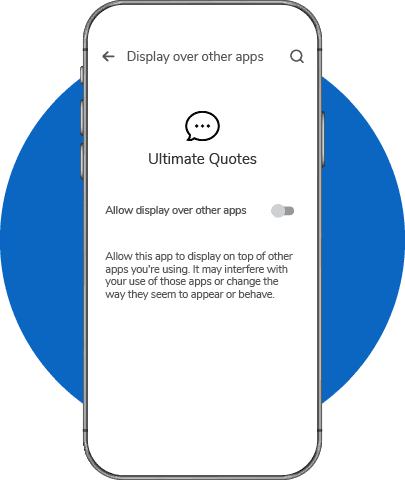 Display over other apps
Ultimate Quotes
Allow display over other apps
Allow this app to display on top of other
apps you're using. It may interfere with
your use of those apps or change the
way they seem to appear or behave.